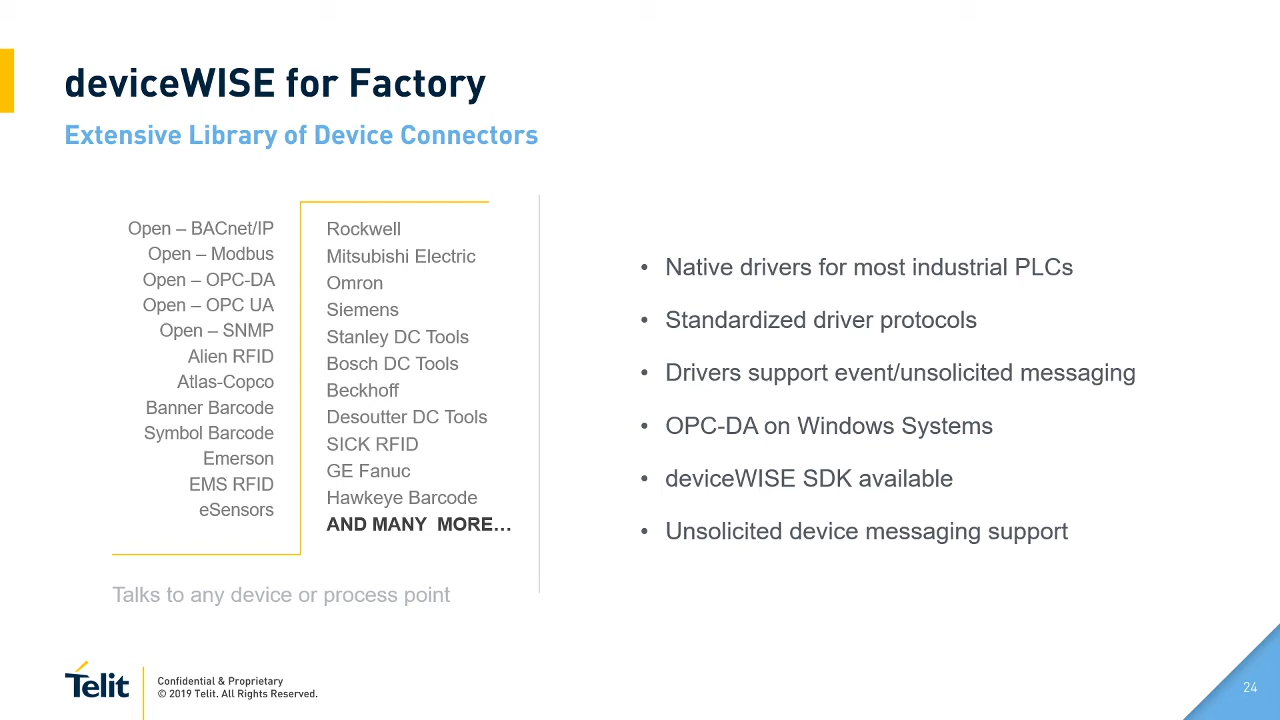 deviceWISE for Factory
Extensive Library of Device Connectors
Open – BACnet/IP
Open – Modbus
Open – OPC-DA
Open – OPC UA
Open – SNMP
Alien RFID
Atlas-Copco
Banner Barcode
Symbol Barcode
Emerson
EMS RFID
eSensors
Rockwell
Mitsubishi Electric
Omron
Siemens
Stanley DC Tools
Bosch DC Tools
Beckhoff
Desoutter DC Tools
SICK RFID
GE Fanuc
Hawkeye Barcode
AND MANY  MORE…
Talks to any device or process point
• Native drivers for most industrial PLCs
• Standardized driver protocols
• Drivers support event/unsolicited messaging
• OPC-DA on Windows Systems
• deviceWISE SDK available
• Unsolicited device messaging support
Telit
Confidential & Proprietary
© 2019 Telit. All Rights Reserved.
24